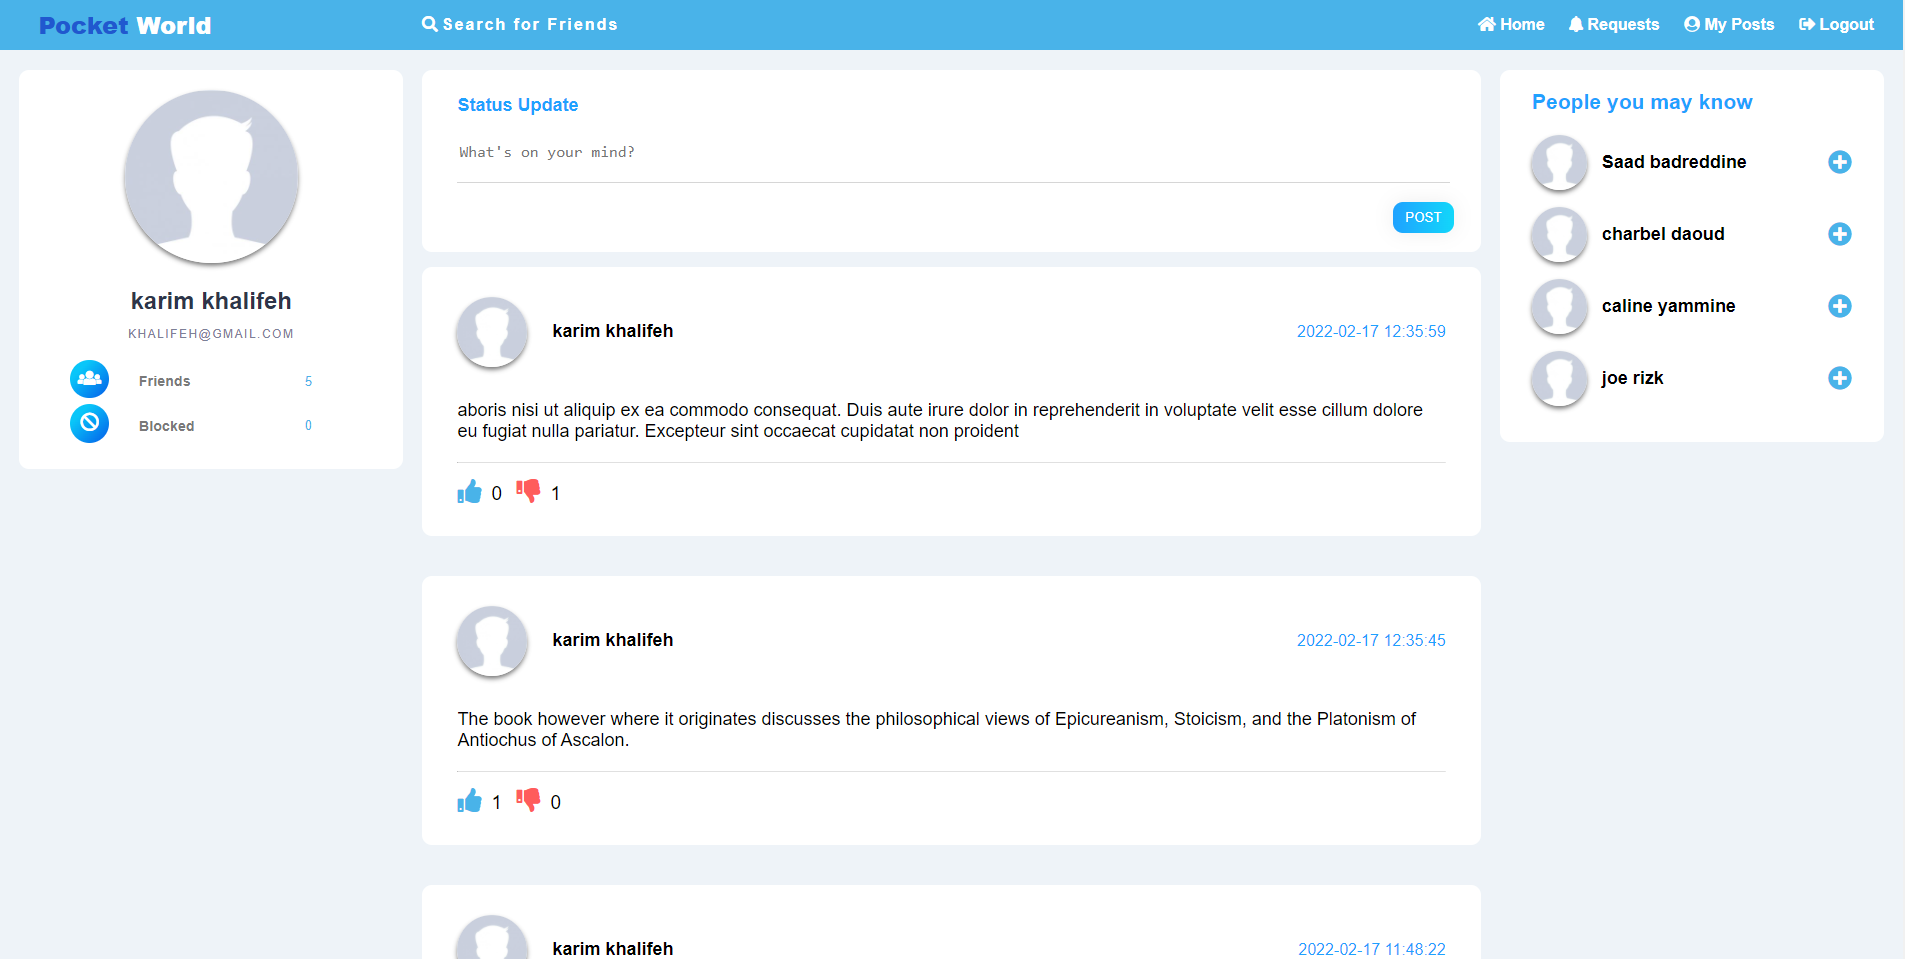 Pocket World
Search for Friends
Home
Requests
My Posts
Logout
karim khalifeh
KHALIFEH@GMAIL.COM
Friends 5
Blocked 0
Status Update
What's on your mind?
POST
karim khalifeh
2022-02-17 12:35:59
aboris nisi ut aliquip ex ea commodo consequat. Duis aute irure dolor in reprehenderit in voluptate velit esse cillum dolore
eu fugiat nulla pariatur. Excepteur sint occaecat cupidatat non proident
0 1
karim khalifeh
2022-02-17 12:35:45
The book however where it originates discusses the philosophical views of Epicureanism, Stoicism, and the Platonism of
Antiochus of Ascalon.
1 0
karim khalifeh
2022-02-17 11:48:22
People you may know
Saad badreddine
charbel daoud
caline yammine
joe rizk